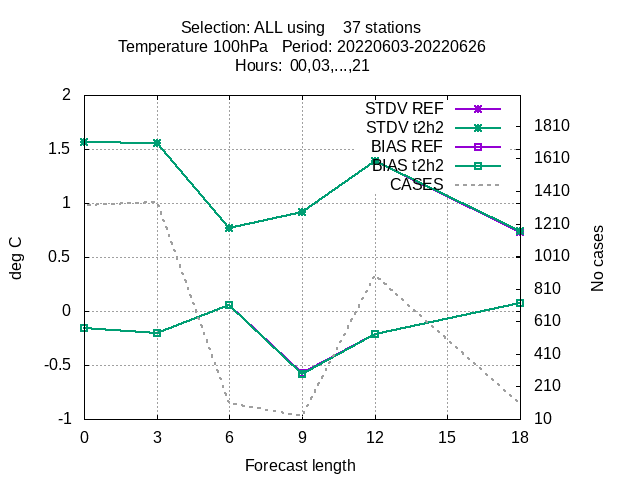 Selection: ALL using 37 stations
Temperature 100hPa Period: 20220603-20220626
Hours: 00,03,...,21
STDV REF
STDV t2h2
BIAS REF
BIAS t2h2
CASES
2
1.5
1
0.5
0
-0.5
-1
deg C
1810
1610
1410
1210
1010
810
610
410
210
10
No cases
0 3 6 9 12 15 18
Forecast length